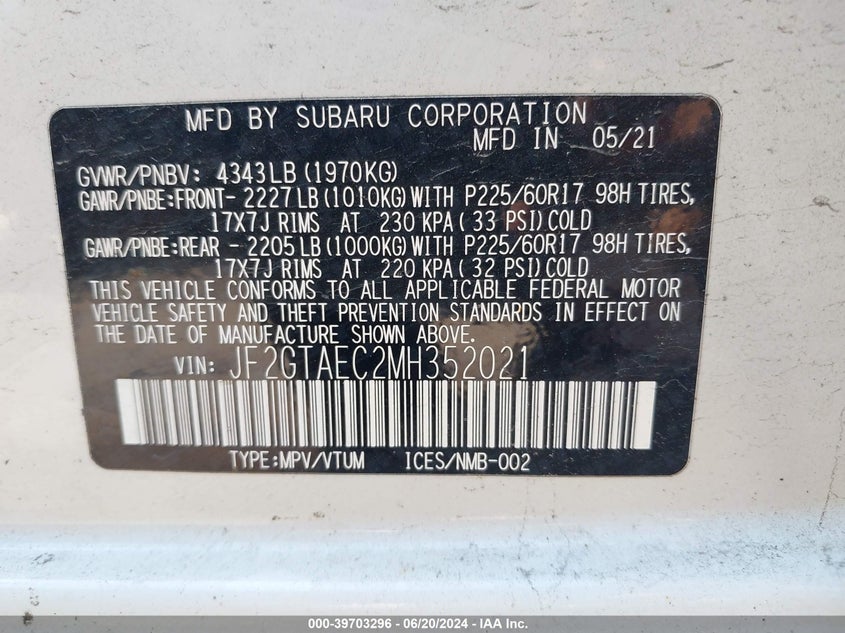 MFD BY SUBARU CORPORATION
MFD IN 05/21
GVWR/PNBV: 4343LB (1970KG)
GAWR/PNBE:FRONT- 2227LB (1010KG) WITH P225/60R17 98H TIRES,
17X7J RIMS AT 230 KPA ( 33 PSI) COLD
GAWR/PNBE:REAR - 2205LB (1000KG) WITH P225/60R17 98H TIRES,
17X7J RIMS AT 220 KPA ( 32 PSI) COLD
THIS VEHICLE CONFORMS TO ALL APPLICABLE FEDERAL MOTOR
VEHICLE SAFETY AND THEFT PREVENTION STANDARDS IN EFFECT ON
THE DATE OF MANUFACTURE SHOWN ABOVE.
VIN: JF2GTAEC2MH352021
TYPE:MPV/VTUM ICES/NMB-002
000-39703296 - 06/20/2024 - IAA Inc.